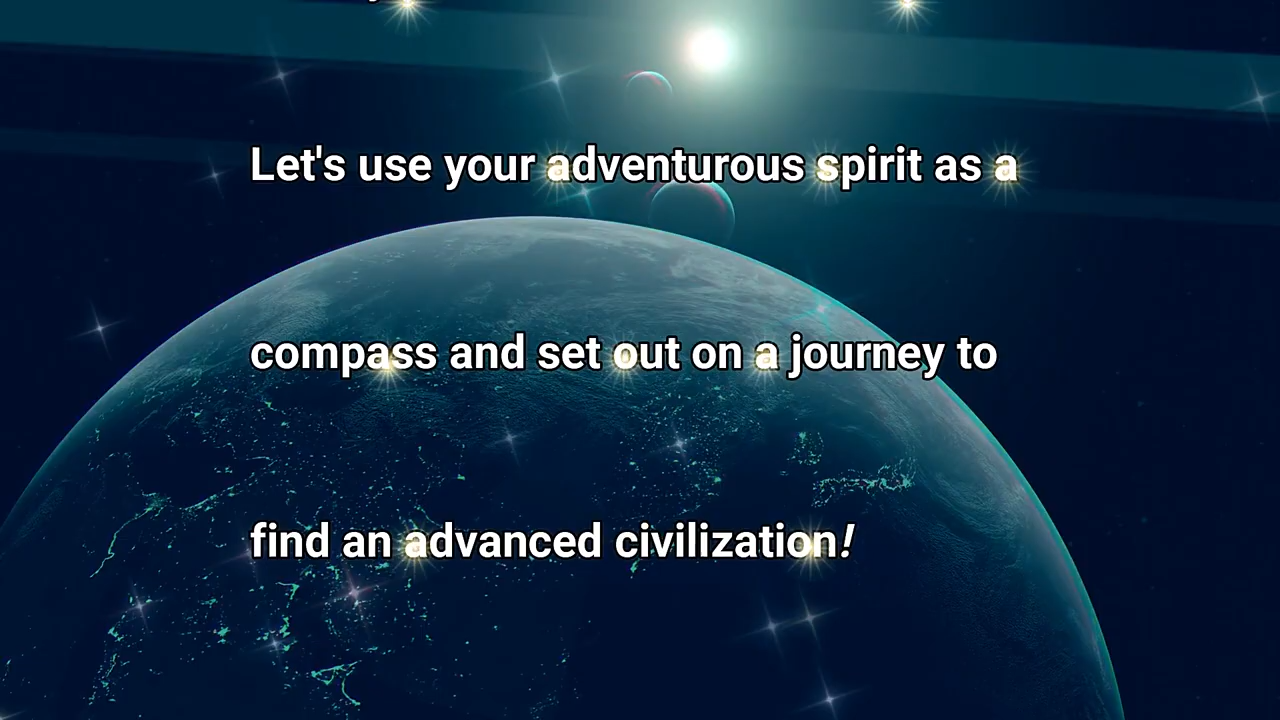 Let's use your adventurous spirit as a
compass and set out on a journey to
find an advanced civilization!